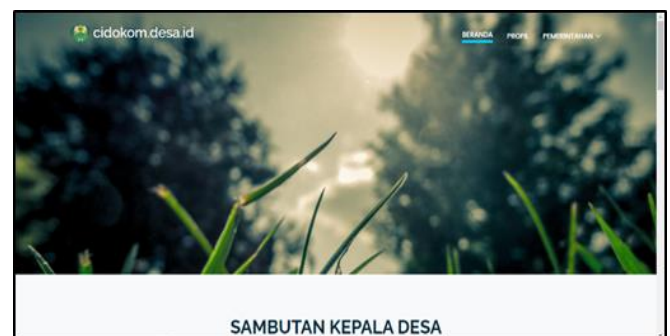 cidokom.desa.id
BERANDA PROFIL PEMERINTAHAN
SAMBUTAN KEPALA DESA